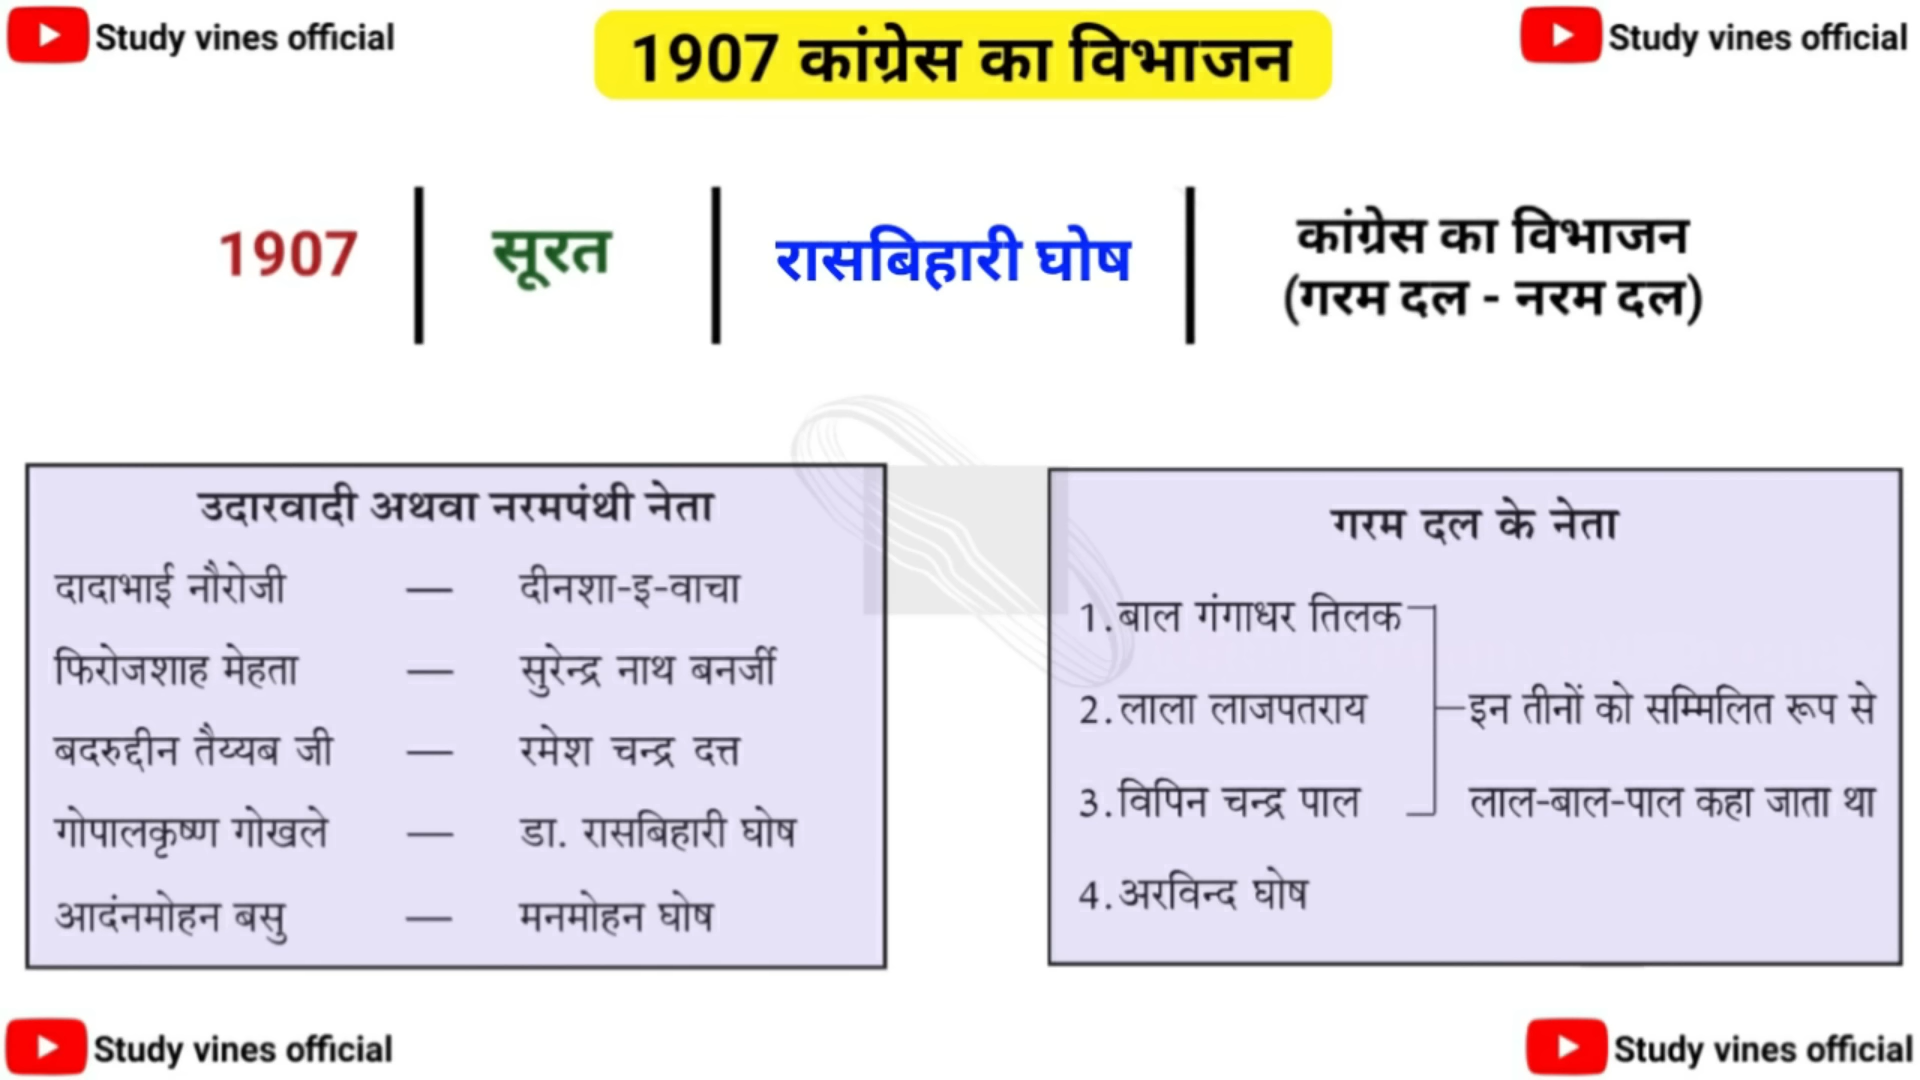 Study vines official
1907 कांग्रेस का विभाजन
Study vines official
1907
सूरत
रासबिहारी घोष
कांग्रेस का विभाजन
(गरम दल - नरम दल)
उदारवादी अथवा नरमपंथी नेता
दादाभाई नौरोजी — दीनशा-इ-वाचा
फिरोजशाह मेहता — सुरेन्द्र नाथ बनर्जी
बदरुद्दीन तैय्यब जी — रमेश चन्द्र दत्त
गोपालकृष्ण गोखले — डा. रासबिहारी घोष
आदंनमोहन बसु — मनमोहन घोष
गरम दल के नेता
1.बाल गंगाधर तिलक
2.लाला लाजपतराय
इन तीनों को सम्मिलित रूप से
3.विपिन चन्द्र पाल
लाल-बाल-पाल कहा जाता था
4.अरविन्द घोष
Study vines official
Study vines official